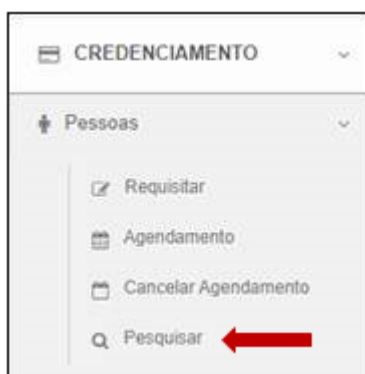 CREDENCIAMENTO
Pessoas
Requisitar
Agendamento
Cancelar Agendamento
Pesquisar